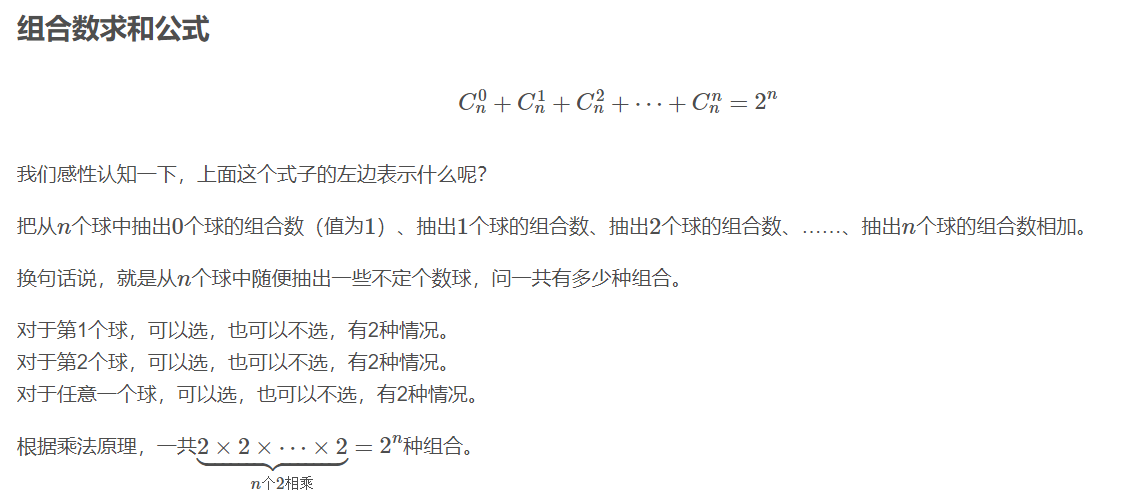 组合数求和公式
$C_n^0 + C_n^1 + C_n^2 + \cdots + C_n^n = 2^n$
我们感性认知一下，上面这个式子的左边表示什么呢?
把从$n$个球中抽出$0$个球的组合数（值为$1$）、抽出$1$个球的组合数、抽出$2$个球的组合数、……、抽出$n$个球的组合数相加。
换句话说，就是从$n$个球中随便抽出一些不定个数球，问一共有多少种组合。
对于第1个球，可以选，也可以不选，有2种情况。
对于第2个球，可以选，也可以不选，有2种情况。
对于任意一个球，可以选，也可以不选，有2种情况。
根据乘法原理，一共$\underbrace{2 \times 2 \times \cdots \times 2}_{n\text{个}2\text{相乘}} = 2^n$种组合。